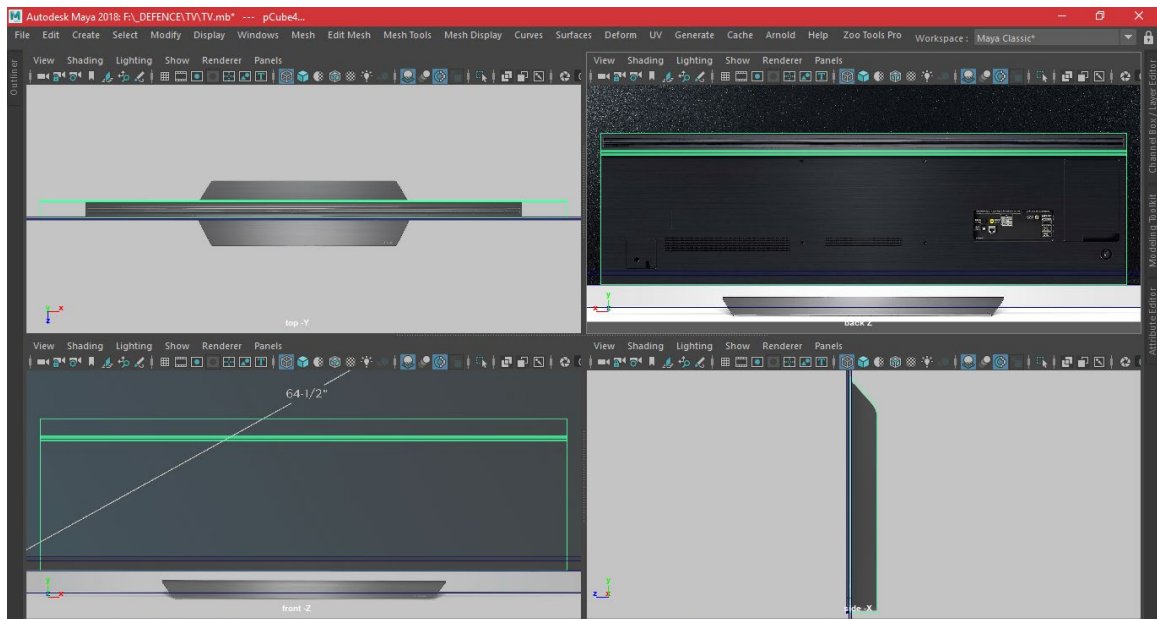 Autodesk Maya 2018: F:\_DEFENCE\TV\TV.mb* --- pCube4...
File Edit Create Select Modify Display Windows Mesh Edit Mesh Mesh Tools Mesh Display Curves Surfaces Deform UV Generate Cache Arnold Help Zoo Tools Pro Workspace : Maya Classic*
Outliner
View Shading Lighting Show Renderer Panels
top -Y
View Shading Lighting Show Renderer Panels
back Z
View Shading Lighting Show Renderer Panels
64-1/2"
front -Z
View Shading Lighting Show Renderer Panels
side -X
Channel Box / Layer Editor
Modeling Toolkit
Attribute Editor